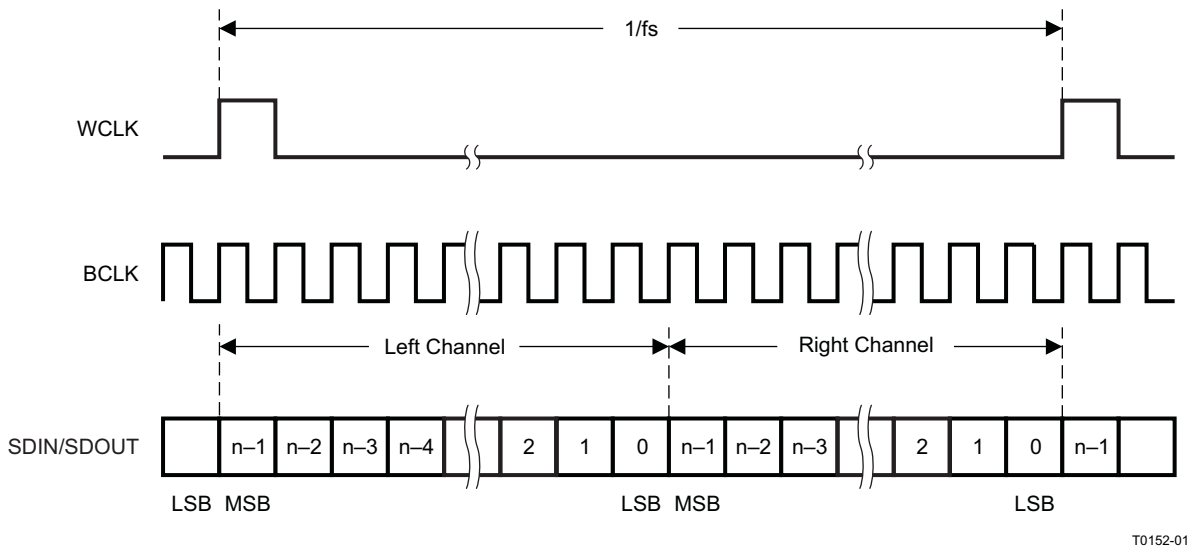 1/fs
WCLK
BCLK
Left Channel
Right Channel
SDIN/SDOUT
n–1 n–2 n–3 n–4 2 1 0 n–1 n–2 n–3 2 1 0 n–1
LSB MSB LSB MSB LSB
T0152-01